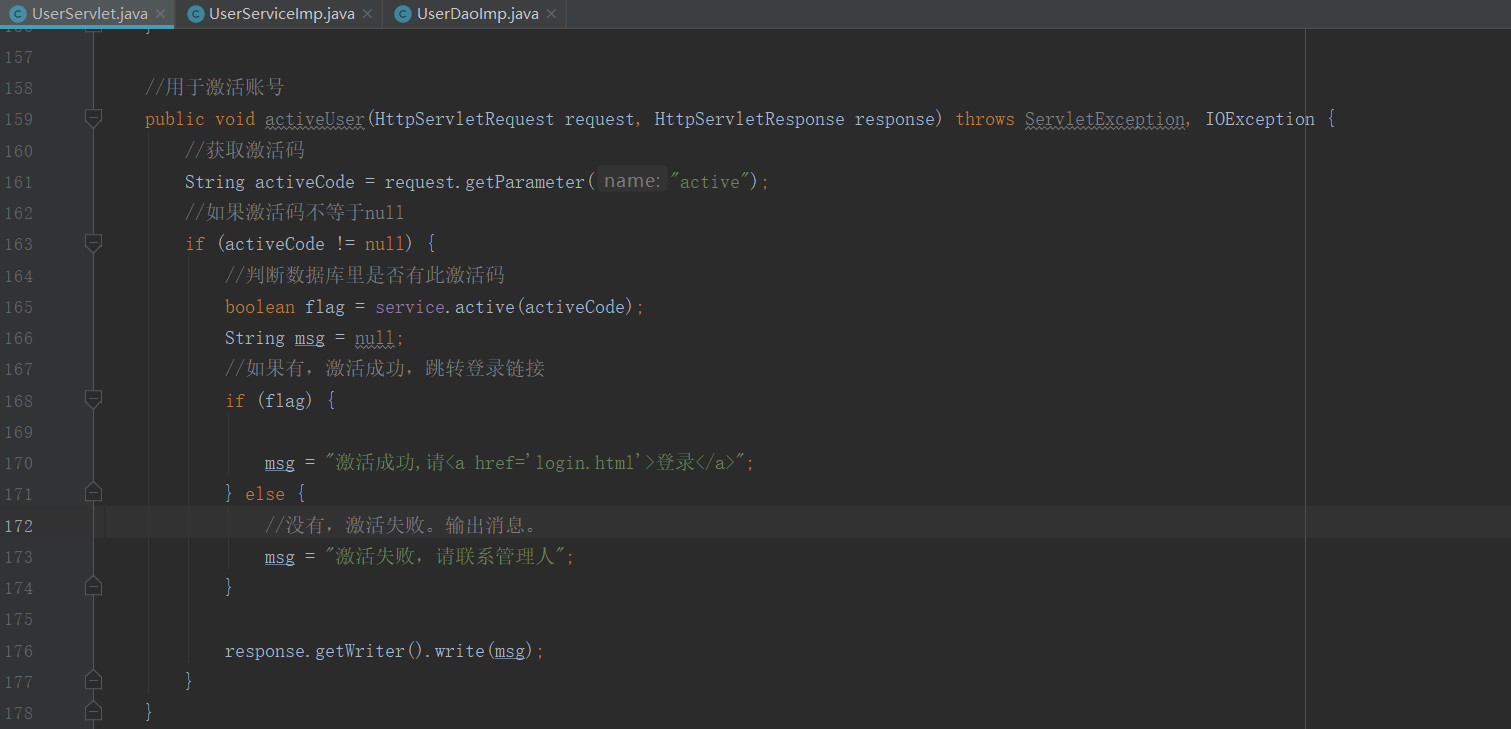 UserServlet.java × UserServiceImp.java × UserDaoImp.java ×
157
158 //用于激活账号
159 public void activeUser(HttpServletRequest request, HttpServletResponse response) throws ServletException, IOException {
160 //获取激活码
161 String activeCode = request.getParameter( name: "active");
162 //如果激活码不等于null
163 if (activeCode != null) {
164 //判断数据库里是否有此激活码
165 boolean flag = service.active(activeCode);
166 String msg = null;
167 //如果有，激活成功，跳转登录链接
168 if (flag) {
169
170 msg = "激活成功,请<a href='login.html'>登录</a>";
171 } else {
172 //没有，激活失败。输出消息。
173 msg = "激活失败，请联系管理人";
174 }
175
176 response.getWriter().write(msg);
177 }
178 }